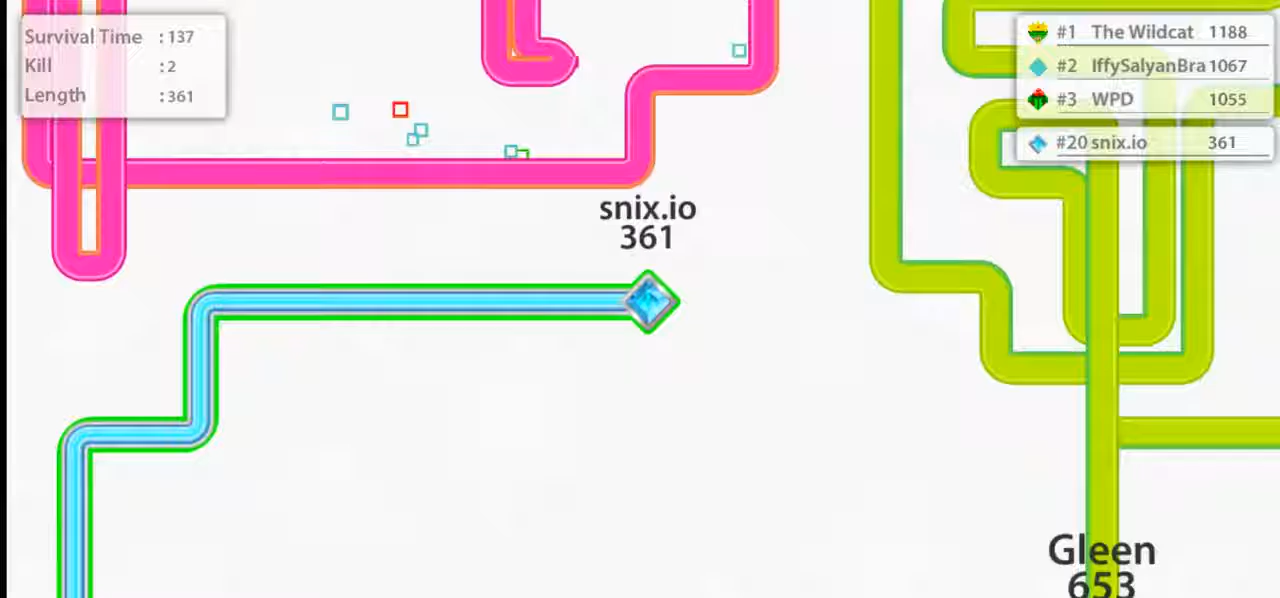 Survival Time : 137
Kill : 2
Length : 361
#1 The Wildcat 1188
#2 IffySalyanBra 1067
#3 WPD 1055
#20 snix.io 361
snix.io
361
Gleen
653